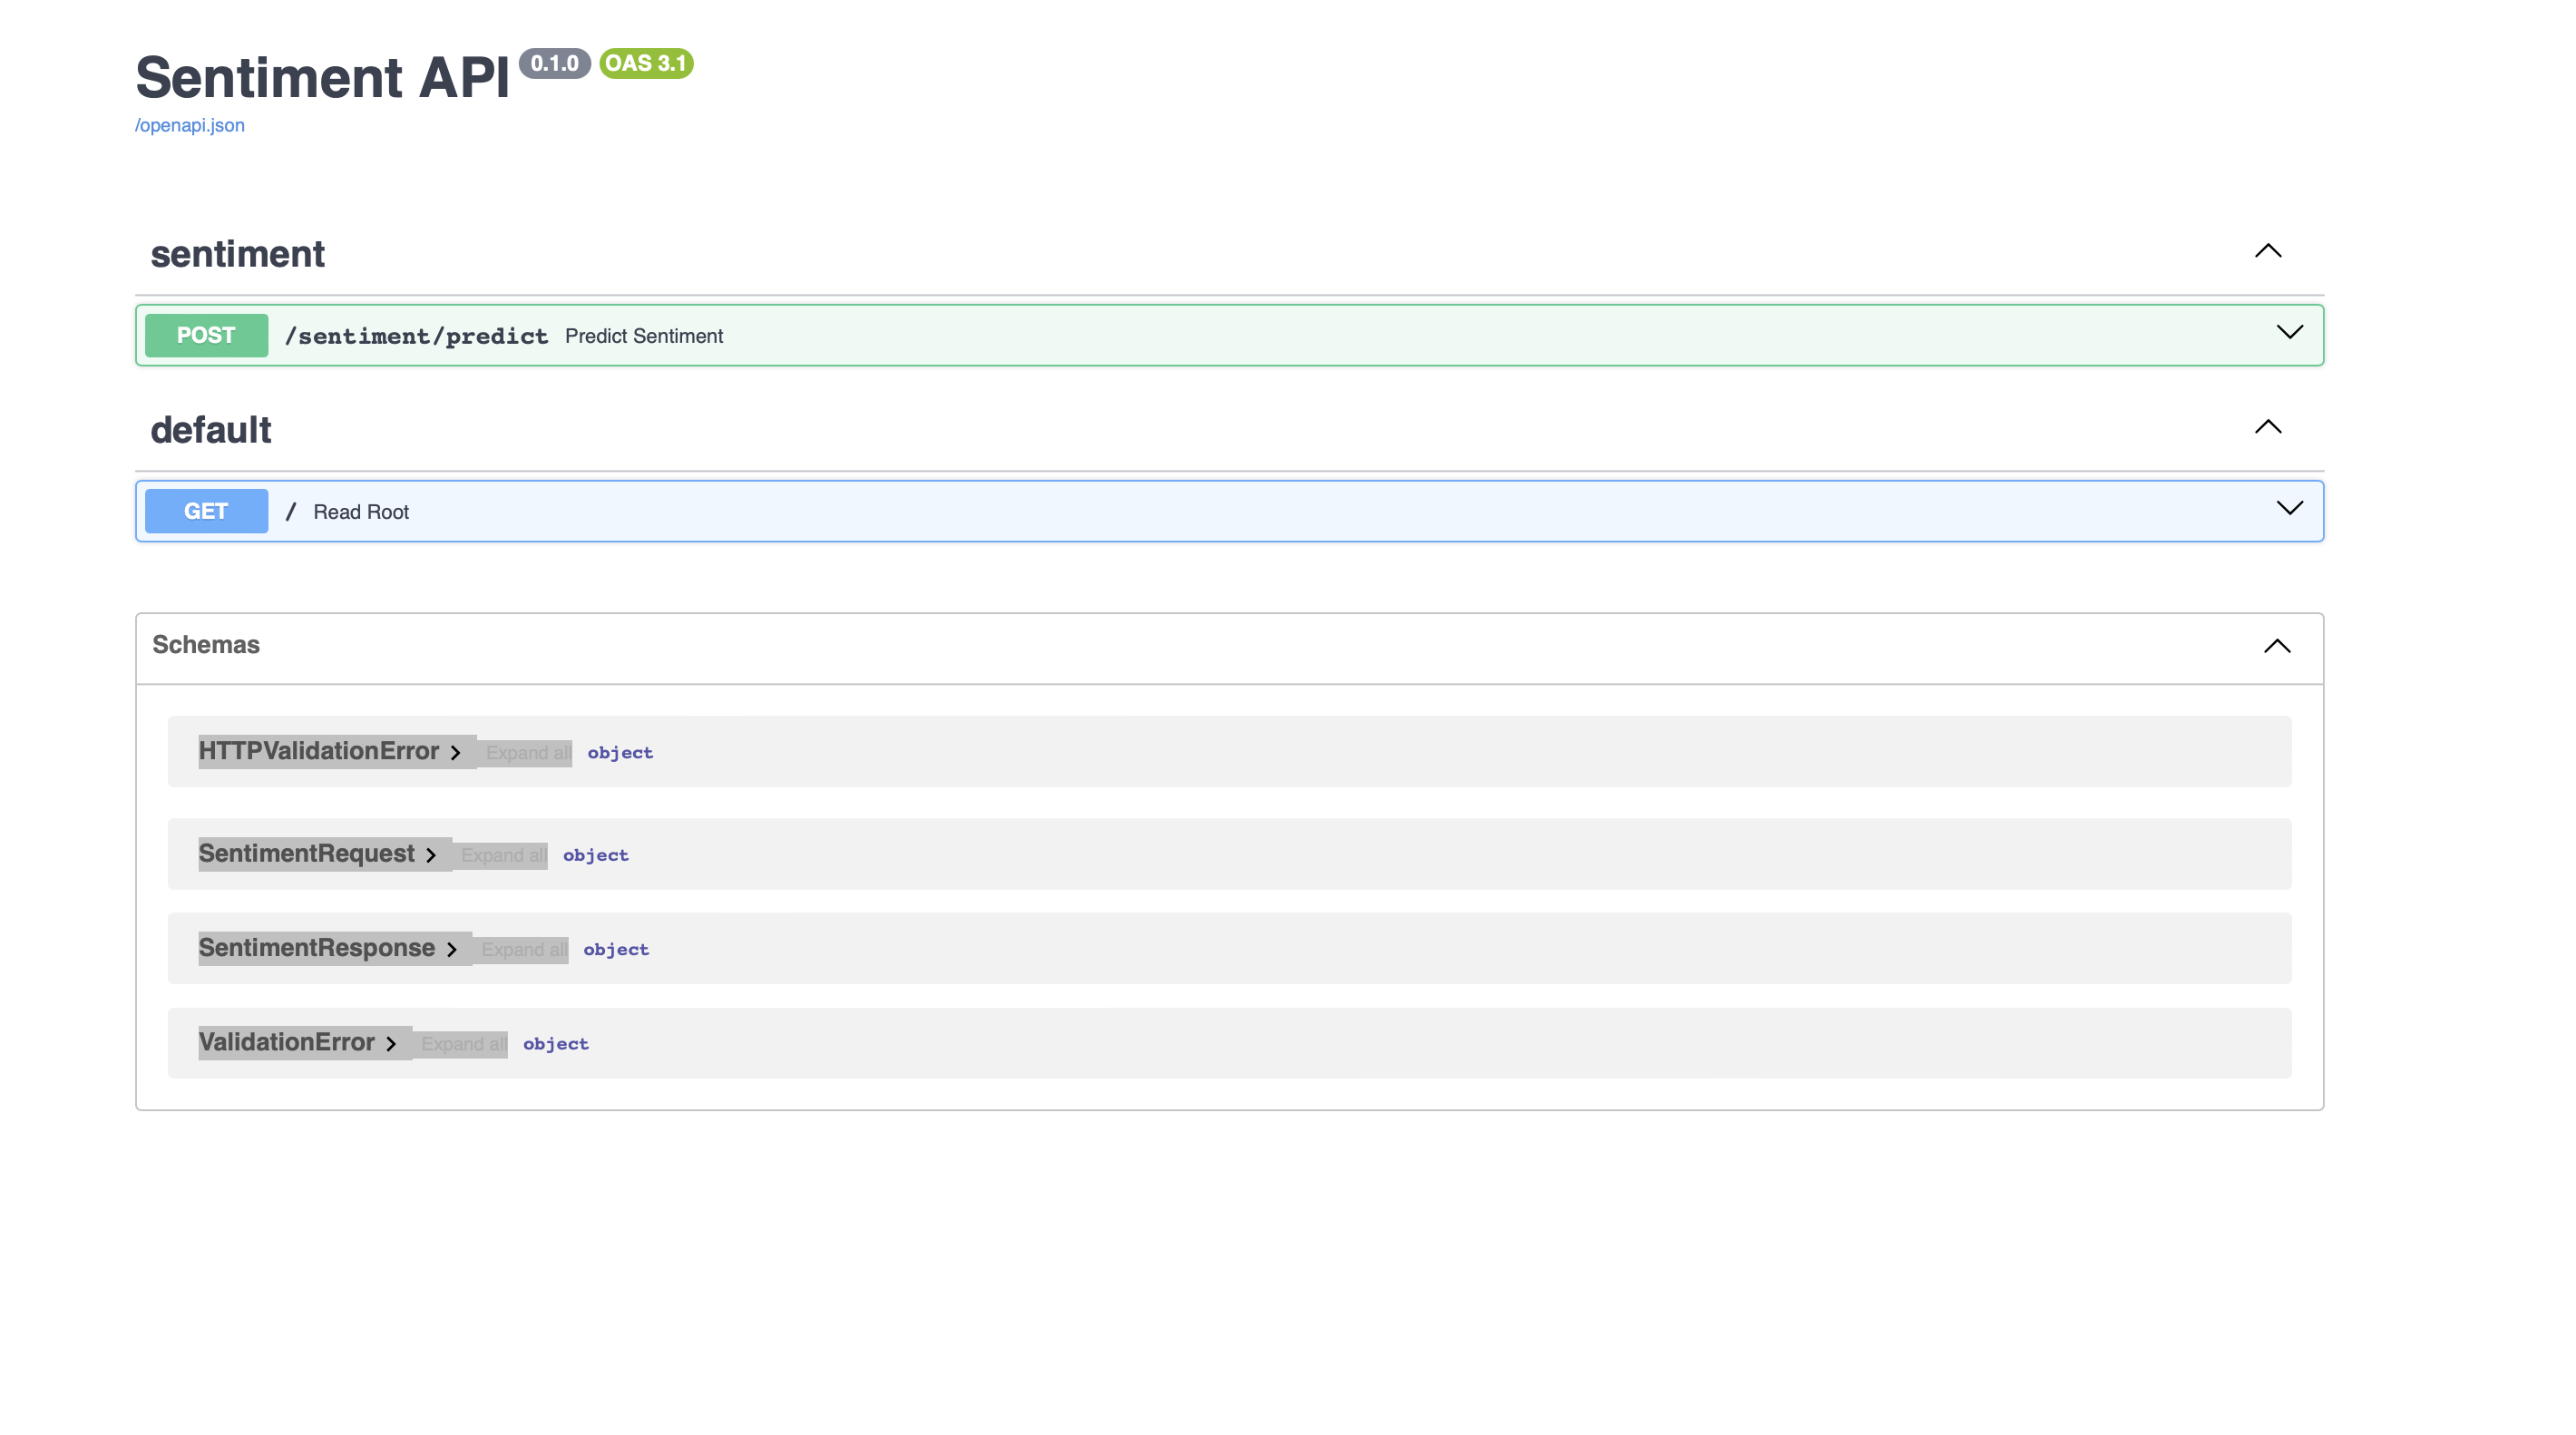 Sentiment API 0.1.0 OAS 3.1
/openapi.json
sentiment
POST /sentiment/predict Predict Sentiment
default
GET / Read Root
Schemas
HTTPValidationError Expand all object
SentimentRequest Expand all object
SentimentResponse Expand all object
ValidationError Expand all object